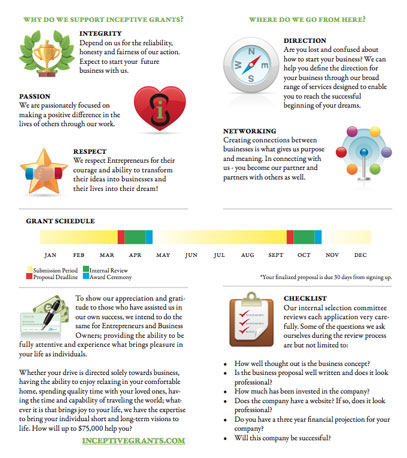 WHY DO WE SUPPORT INCEPTIVE GRANTS?
INTEGRITY
Depend on us for the reliability,
honesty and fairness of our action.
Expect to start your future
business with us.
PASSION
We are passionately focused on
making a positive difference in the
lives of others through our work.
i
RESPECT
We respect Entrepreneurs for their
courage and ability to transform
their ideas into businesses and
their lives into their dream!
WHERE DO WE GO FROM HERE?
N
E
S
W
DIRECTION
Are you lost and confused about
how to start your business? We can
help you define the direction for
your business through our broad
range of services designed to enable
you to reach the successful
beginning of your dreams.
NETWORKING
Creating connections between
businesses is what gives us purpose
and meaning. In connecting with
us - you become our partner and
partners with others as well.
GRANT SCHEDULE
JAN FEB MAR APR MAY JUN JUL AUG SEPT OCT NOV DEC
Submission Period Internal Review
Proposal Deadline Award Ceremony
*Your finalized proposal is due 30 days from signing up.
To show our appreciation and grati-
tude to those who have assisted us in
our own success, we intend to do the
same for Entrepreneurs and Business
Owners; providing the ability to be
fully attentive and experience what brings pleasure in
your life as individuals.
Whether your drive is directed solely towards business,
having the ability to enjoy relaxing in your comfortable
home, spending quality time with your loved ones, hav-
ing the time and capability of traveling the world; what-
ever it is that brings joy to your life, we have the expertise
to bring your individual short and long-term visions to
life. How will up to $75,000 help you?
INCEPTIVEGRANTS.COM
CHECKLIST
Our internal selection committee
reviews each application very care-
fully. Some of the questions we ask
ourselves during the review process
are but not limited to:
• How well thought out is the business concept?
• Is the business proposal well written and does it look
professional?
• How much has been invested in the company?
• Does the company have a website? If so, does it look
professional?
• Do you have a three year financial projection for your
company?
• Will this company be successful?